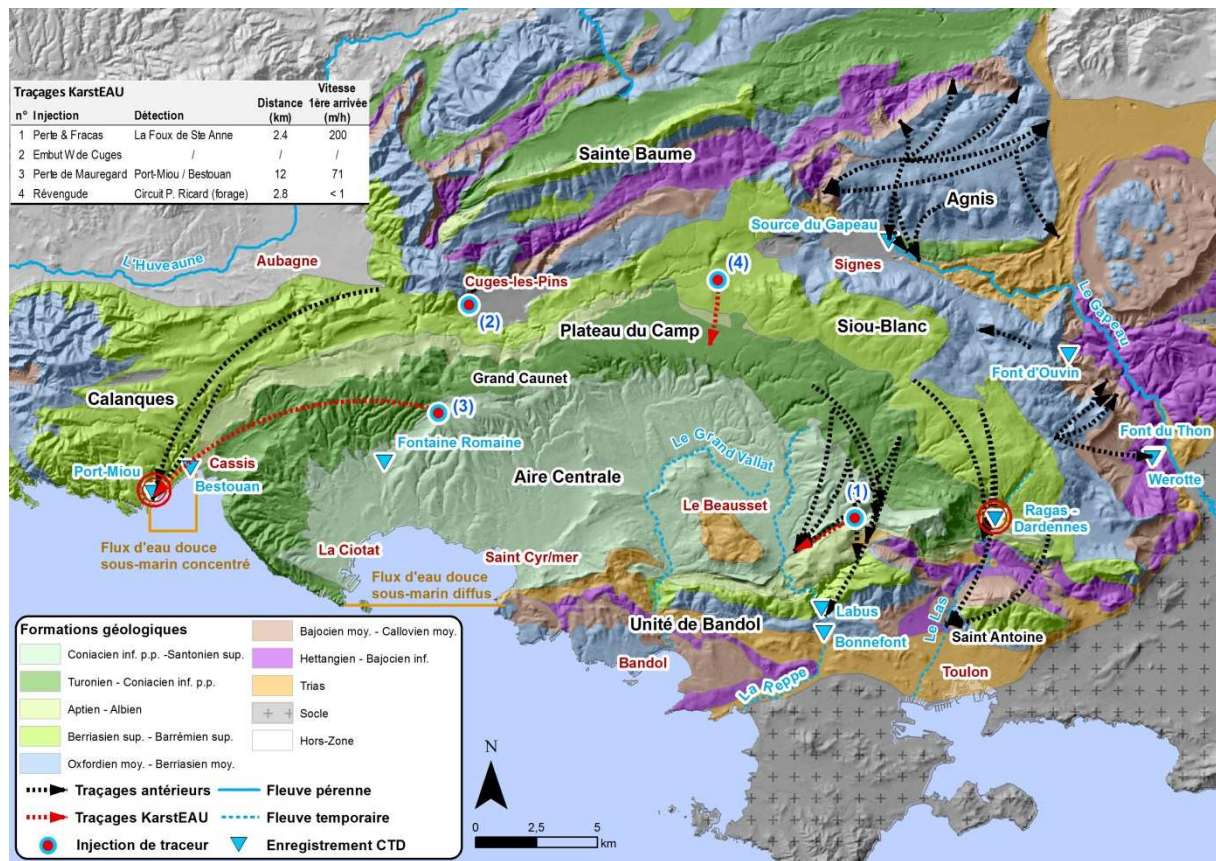 Traçages KarstEAU
n° Injection Détection Distance (km) Vitesse 1ère arrivée (m/h)
1 Perte & Fracas La Foux de Ste Anne 2.4 200
2 Embut W de Cuges / / /
3 Perte de Mauregard Port-Miou / Bestouan 12 71
4 Révengude Circuit P. Ricard (forage) 2.8 < 1
Sainte Baume
Agnis
Source du Gapeau
L'Huveaune
Aubagne
Signes
(4)
Cuges-les-Pins
(2)
Le Gapeau
Plateau du Camp
Siou-Blanc
Font d'Ouvin
Grand Caunet
Calanques
(3)
Fontaine Romaine
Font du Thon
Le Grand Vallat
Port-Miou
Cassis
Bestouan
Werotte
Aire Centrale
Le Beausset
(1)
Ragas -
Dardennes
Flux d'eau douce
sous-marin concentré
La Ciotat
Saint Cyr/mer
Flux d'eau douce
sous-marin diffus
Labus
Unité de Bandol
Bonnefont
Le Las
Saint Antoine
Bandol
La Reppe
Toulon
Formations géologiques
Coniacien inf. p.p. -Santonien sup.
Turonien - Coniacien inf. p.p.
Aptien - Albien
Berriasien sup. - Barrémien sup.
Oxfordien moy. - Berriasien moy.
Bajocien moy. - Callovien moy.
Hettangien - Bajocien inf.
Trias
Socle
Hors-Zone
Traçages antérieurs
Fleuve pérenne
Traçages KarstEAU
Fleuve temporaire
Injection de traceur
Enregistrement CTD
N
0 2,5 5
km